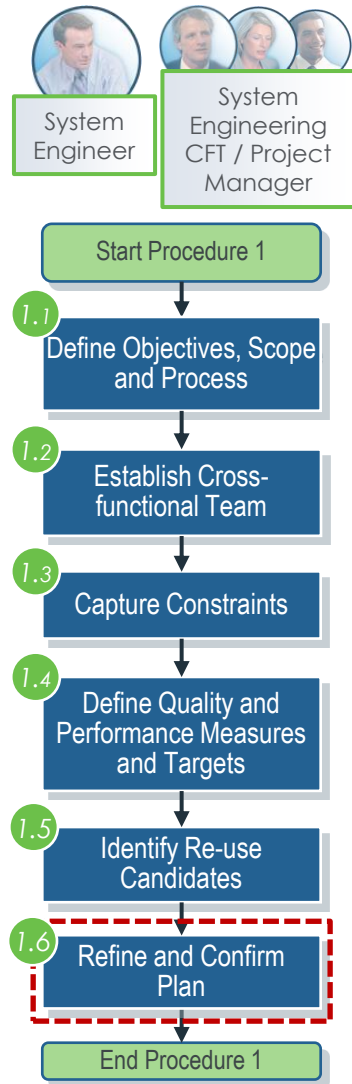 System
Engineer
System
Engineering
CFT / Project
Manager
Start Procedure 1
1.1
Define Objectives, Scope
and Process
1.2
Establish Cross-
functional Team
1.3
Capture Constraints
1.4
Define Quality and
Performance Measures
and Targets
1.5
Identify Re-use
Candidates
1.6
Refine and Confirm
Plan
End Procedure 1